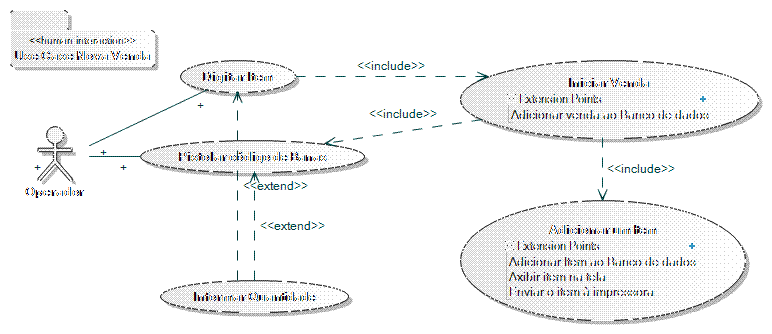 <<human interaction>>
Use Case Nova Venda
Digitar Item
<<include>>
Iniciar Venda
Extension Points
Adicionar venda ao Banco de dados
<<include>>
Operador
Pistolar código de Barras
<<extend>>
<<include>>
<<extend>>
Adicionar um Item
Extension Points
Adicionar Item ao Banco de dados
Axibir item na tela
Enviar o item à impressora
Informar Quantidade